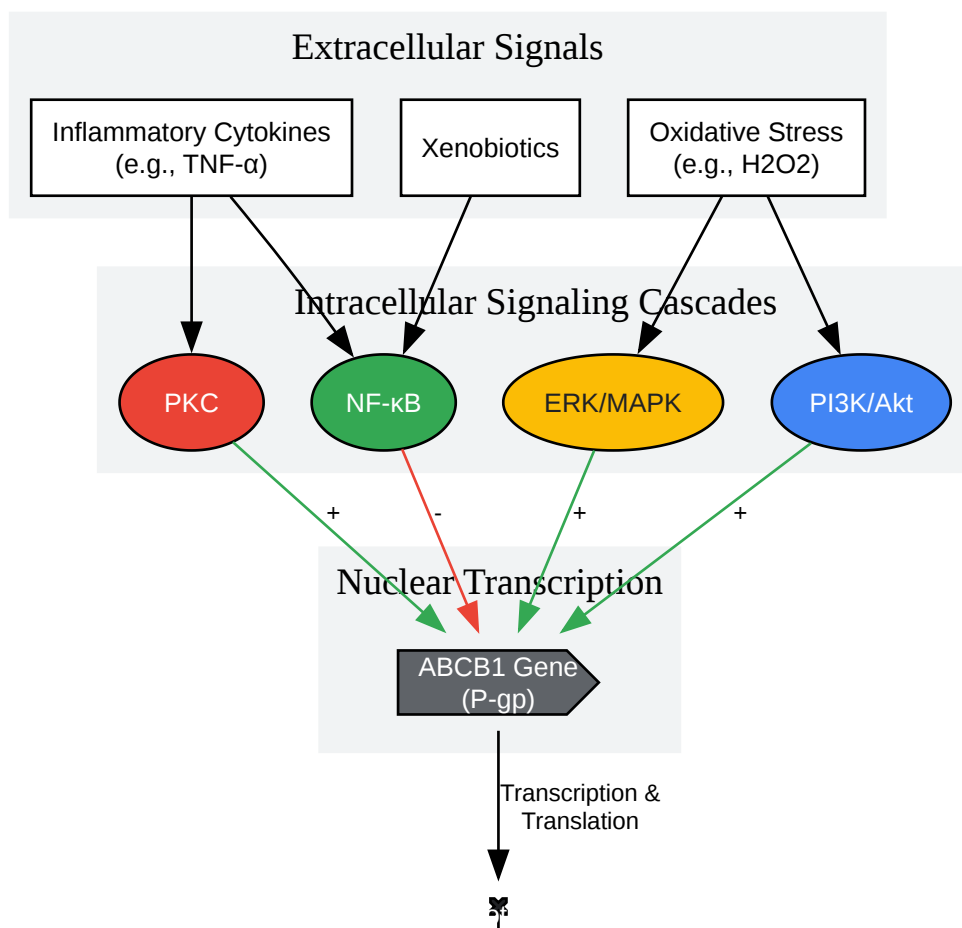 Extracellular Signals
Inflammatory Cytokines
(e.g., TNF-α)
Xenobiotics
Oxidative Stress
(e.g., H2O2)
Intracellular Signaling Cascades
PKC
NF-κB
ERK/MAPK
PI3K/Akt
+
-
+
+
Nuclear Transcription
ABCB1 Gene
(P-gp)
Transcription &
Translation